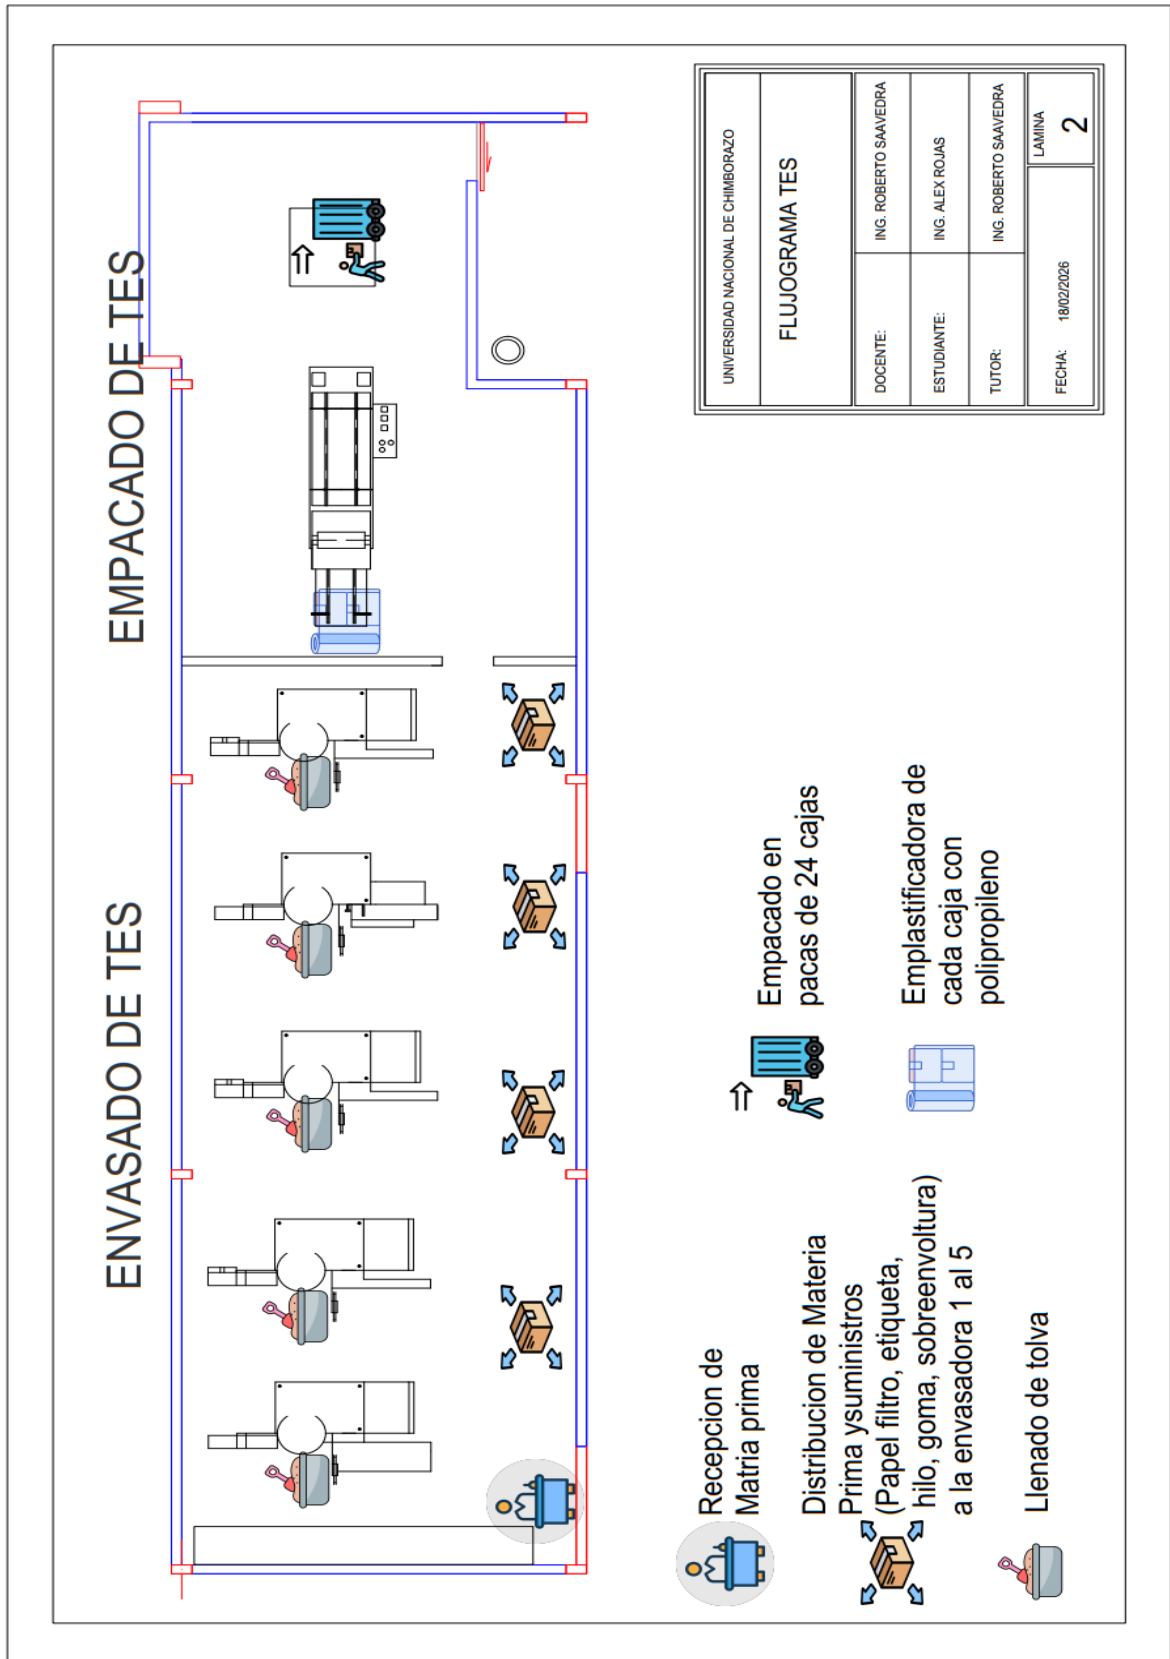 ENVASADO DE TES
EMPACADO DE TES
Recepcion de
Matria prima
Distribucion de Materia
Prima ysuministros
(Papel filtro, etiqueta,
hilo, goma, sobreenvoltura)
a la envasadora 1 al 5
Llenado de tolva
Empacado en
pacas de 24 cajas
Emplastificadora de
cada caja con
polipropileno
UNIVERSIDAD NACIONAL DE CHIMBORAZO
FLUJOGRAMA TES
DOCENTE: ING. ROBERTO SAAVEDRA
ESTUDIANTE: ING. ALEX ROJAS
TUTOR: ING. ROBERTO SAAVEDRA
FECHA: 18/02/2026
LAMINA
2